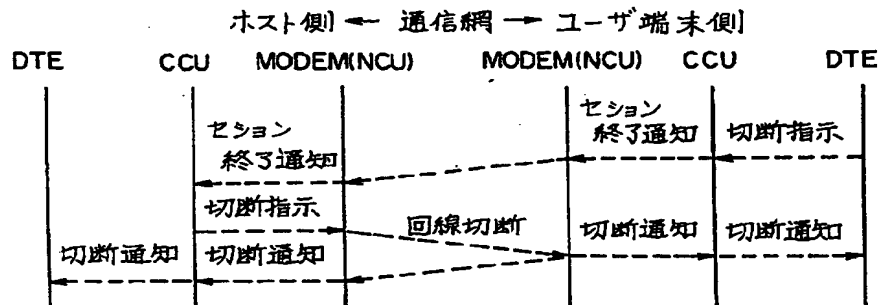 ホスト側 ← 通信網 → ユーザ端末側
DTE CCU MODEM(NCU) MODEM(NCU) CCU DTE
セション
終了通知
セション
終了通知
切断指示
切断指示
回線切断
切断通知
切断通知
切断通知
切断通知